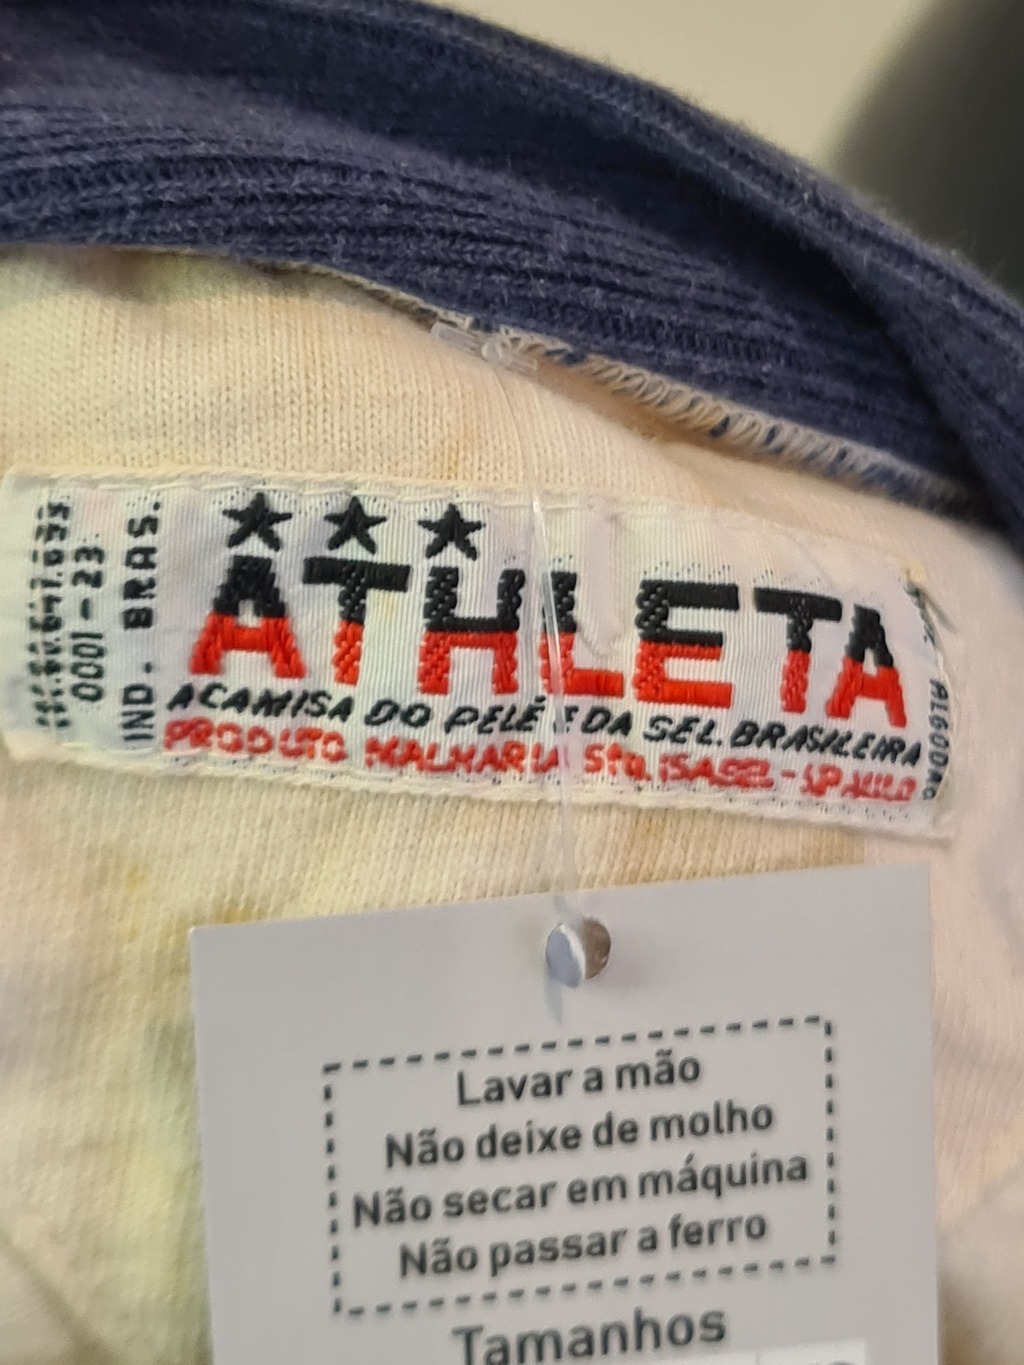 0001-23
IND. BRAS.
ATHLETA
A CAMISA DO PELÉ E DA SEL. BRASILEIRA
PRODUTO MALHARIA Sta. ISABEL - SP
ALGODÃO
Lavar a mão
Não deixe de molho
Não secar em máquina
Não passar a ferro
Tamanhos